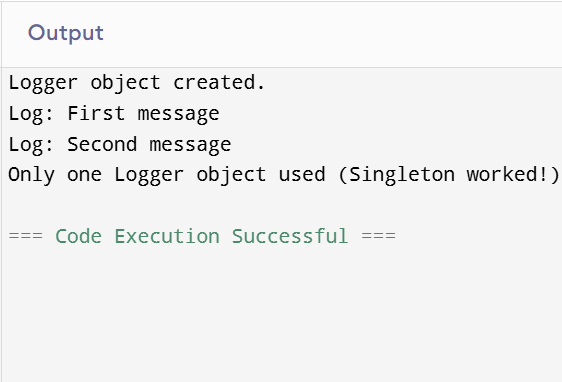 Output
Logger object created.
Log: First message
Log: Second message
Only one Logger object used (Singleton worked!)
=== Code Execution Successful ===